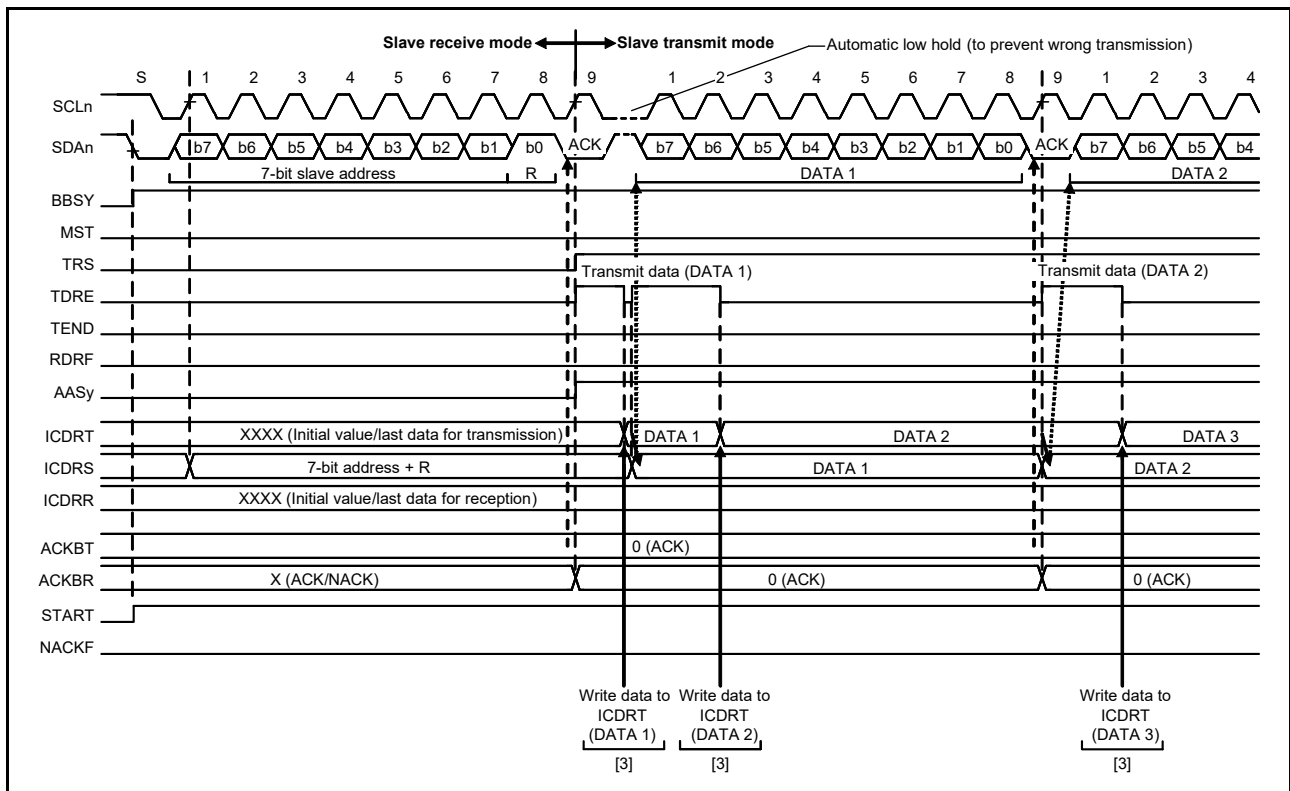 Slave receive mode Slave transmit mode
Automatic low hold (to prevent wrong transmission)
S 1 2 3 4 5 6 7 8 9 1 2 3 4 5 6 7 8 9 1 2 3 4
SCLn
SDAn b7 b6 b5 b4 b3 b2 b1 b0 ACK b7 b6 b5 b4 b3 b2 b1 b0 ACK b7 b6 b5 b4
7-bit slave address R DATA 1 DATA 2
BBSY
MST
TRS
Transmit data (DATA 1) Transmit data (DATA 2)
TDRE
TEND
RDRF
AASy
ICDRT XXXX (Initial value/last data for transmission) DATA 1 DATA 2 DATA 3
ICDRS 7-bit address + R DATA 1 DATA 2
ICDRR XXXX (Initial value/last data for reception)
ACKBT 0 (ACK)
ACKBR X (ACK/NACK) 0 (ACK) 0 (ACK)
START
NACKF
Write data to Write data to Write data to
ICDRT ICDRT ICDRT
(DATA 1) (DATA 2) (DATA 3)
[3] [3] [3]